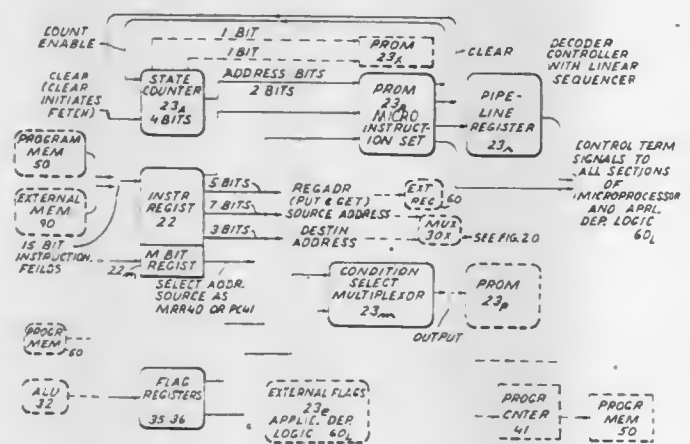 COUNT
ENABLE
1 BIT
1 BIT
PROM
23x
CLEAR
DECODER
CONTROLLER
WITH LINEAR
SEQUENCER
CLEAR
(CLEAR
INITIATES
FETCH)
STATE
COUNTER
23A
4 BITS
ADDRESS BITS
2 BITS
PROM
23p
MICRO
INSTRUCT-
ION SET
PIPE-
LINE
REGISTER
23n
PROGRAM
MEM
50
EXTERNAL
MEM
90
15 BIT
INSTRUCTION
FEILDS
INSTR
REGIST
22
5 BITS
REGADR
(PUT & GET)
EXT
REG
60
7 BITS
SOURCE ADDRESS
3 BITS
DESTIN
ADDRESS
MUX
30X
SEE FIG. 20
CONTROL TERM
SIGNALS TO
ALL SECTIONS
OF
MICROPROCESSOR
AND APPL.
DEP. LOGIC
60L
22m
M BIT
REGIST
SELECT ADDR.
SOURCE AS
MRR40 OR PC41
CONDITION
SELECT
MULTIPLEXOR
23m
OUTPUT
PROM
23p
PROGR
MEM
50
ALU
32
FLAG
REGISTERS
35 36
EXTERNAL FLAGS
23e
APPLIC. DEP.
LOGIC 60L
PROGR
CNTER
41
PROGR
MEM
50